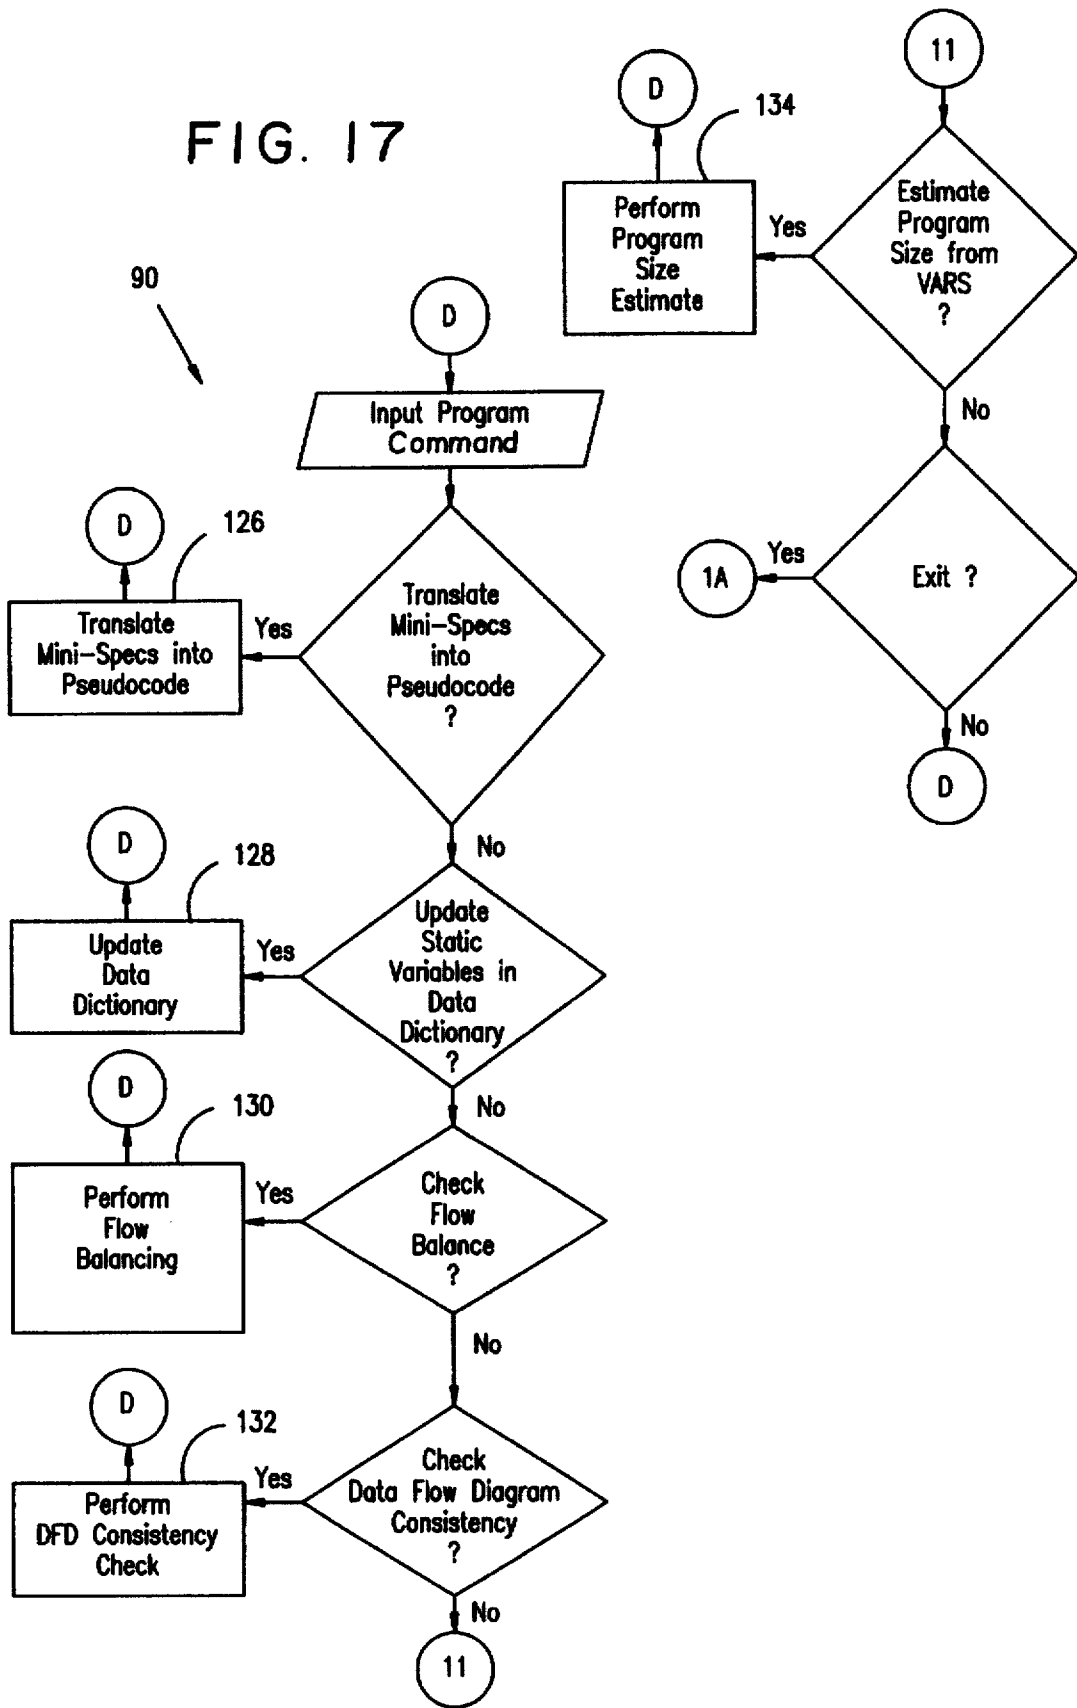 FIG. 17
90
D
Input Program
Command
Translate
Mini-Specs
into
Pseudocode
?
Yes
D
126
Translate
Mini-Specs into
Pseudocode
No
Update
Static
Variables in
Data
Dictionary
?
Yes
D
128
Update
Data
Dictionary
No
Check
Flow
Balance
?
Yes
D
130
Perform
Flow
Balancing
No
Check
Data Flow Diagram
Consistency
?
Yes
D
132
Perform
DFD Consistency
Check
No
11
11
Estimate
Program
Size from
VARS
?
Yes
D
134
Perform
Program
Size
Estimate
No
Exit ?
Yes
1A
No
D